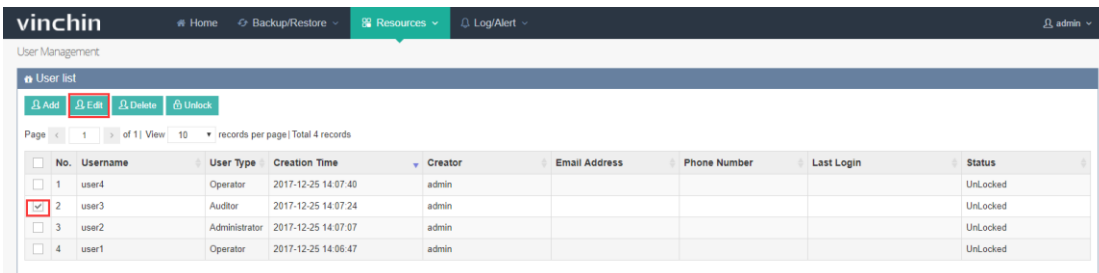 vinchin Home Backup/Restore Resources Log/Alert admin
User Management
User list
Add Edit Delete Unlock
Page < 1 > of 1| View 10 records per page| Total 4 records
No. Username User Type Creation Time Creator Email Address Phone Number Last Login Status
1 user4 Operator 2017-12-25 14:07:40 admin UnLocked
2 user3 Auditor 2017-12-25 14:07:24 admin UnLocked
3 user2 Administrator 2017-12-25 14:07:07 admin UnLocked
4 user1 Operator 2017-12-25 14:06:47 admin UnLocked